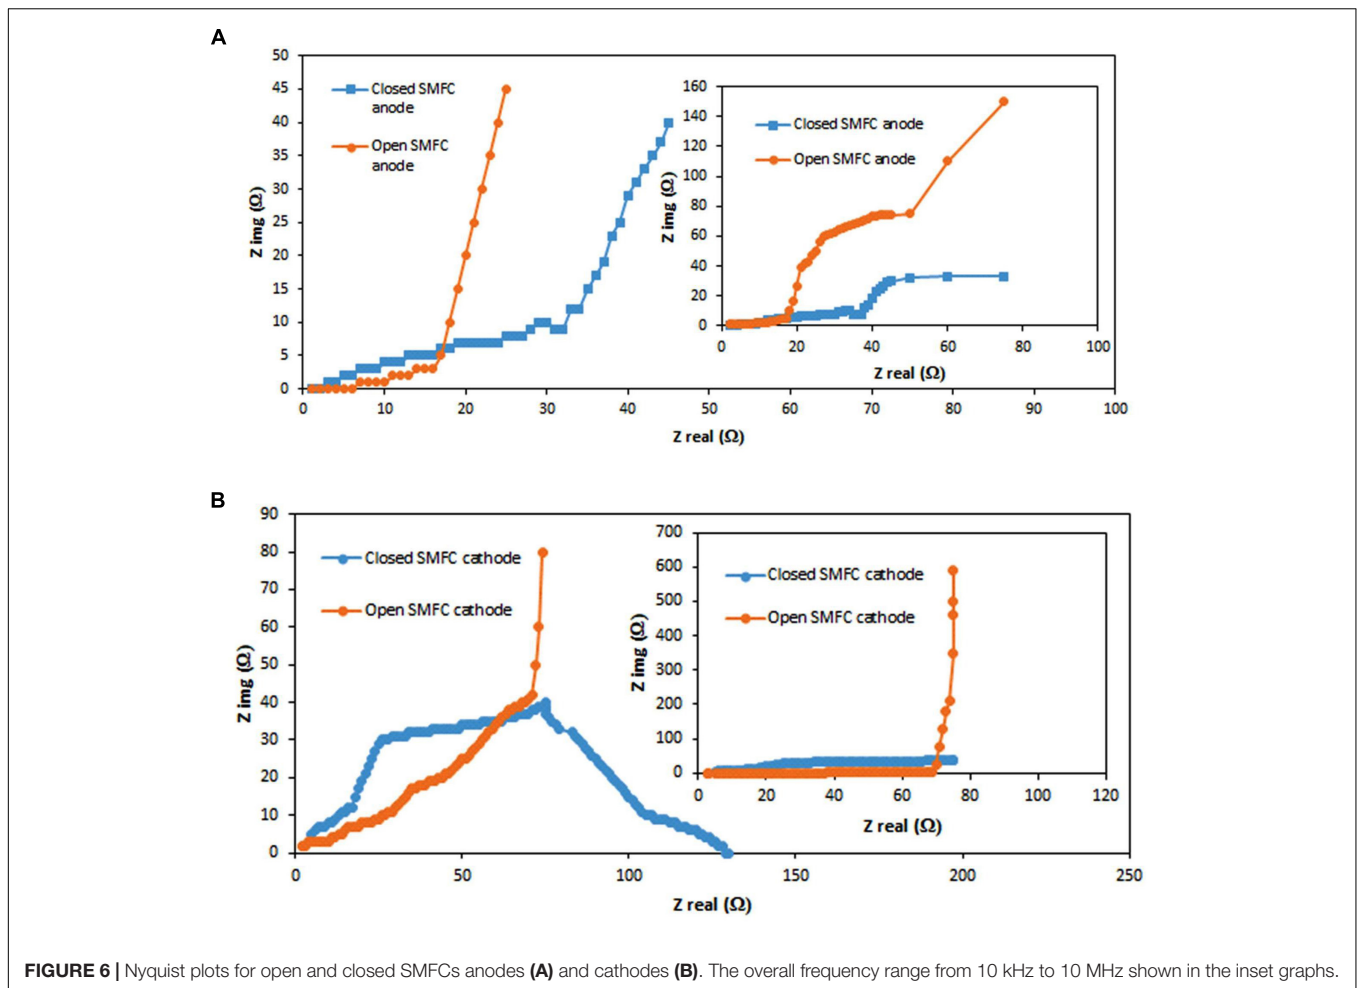 A
50
45
40
35
30
25
20
15
10
5
0
Z img (Ω)
Closed SMFC
anode
Open SMFC
anode
0 10 20 30 40 50 60 70 80 90 100
Z real (Ω)
160
140
120
100
80
60
40
20
0
Z img (Ω)
Closed SMFC anode
Open SMFC anode
0 20 40 60 80 100
Z real (Ω)
B
90
80
70
60
50
40
30
20
10
0
Z img (Ω)
Closed SMFC cathode
Open SMFC cathode
0 50 100 150 200 250
Z real (Ω)
700
600
500
400
300
200
100
0
Z img (Ω)
Closed SMFC cathode
Open SMFC cathode
0 20 40 60 80 100 120
Z real (Ω)
FIGURE 6 | Nyquist plots for open and closed SMFCs anodes (A) and cathodes (B). The overall frequency range from 10 kHz to 10 MHz shown in the inset graphs.